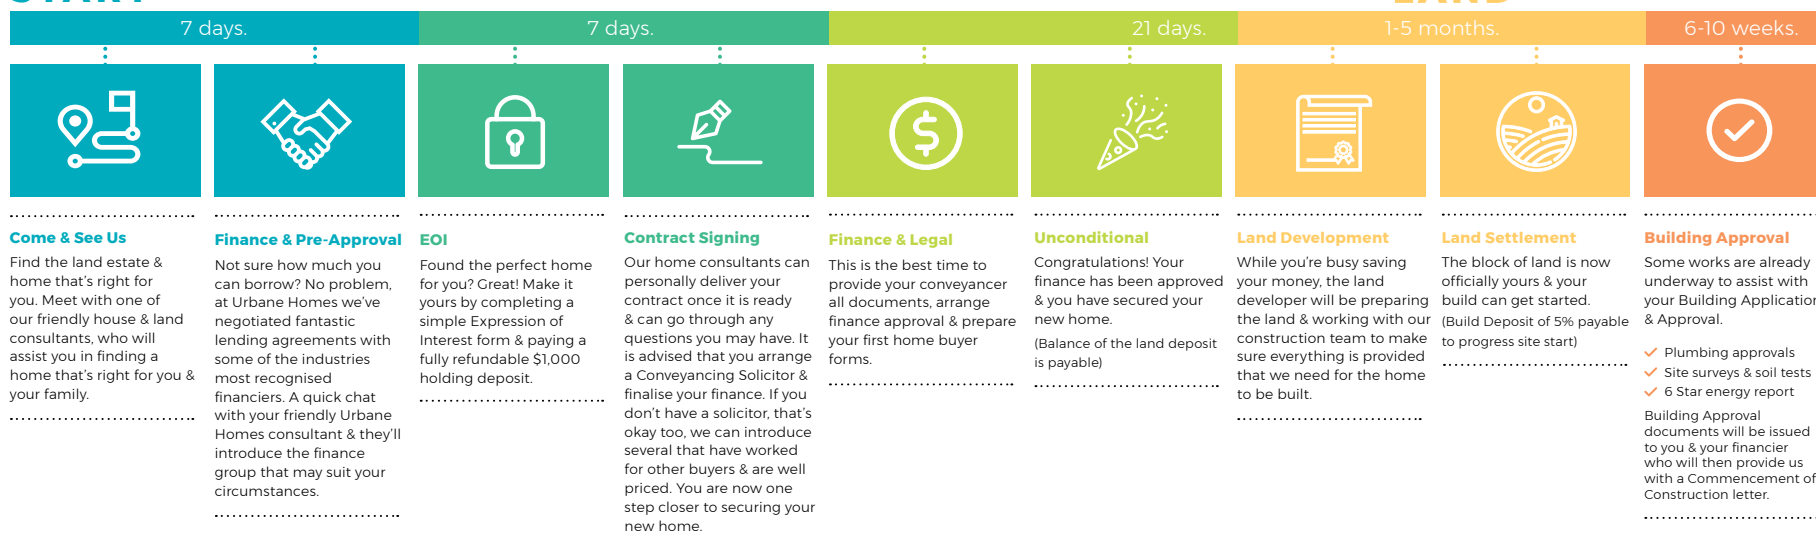 START
LAND
7 days.
7 days.
21 days.
1-5 months.
6-10 weeks.
Come & See Us
Find the land estate &
home that's right for
you. Meet with one of
our friendly house & land
consultants, who will
assist you in finding a
home that's right for you &
your family.
Finance & Pre-Approval
Not sure how much you
can borrow? No problem,
at Urbane Homes we've
negotiated fantastic
lending agreements with
some of the industries
most recognised
financiers. A quick chat
with your friendly Urbane
Homes consultant & they'll
introduce the finance
group that may suit your
circumstances.
EOI
Found the perfect home
for you? Great! Make it
yours by completing a
simple Expression of
Interest form & paying a
fully refundable $1,000
holding deposit.
Contract Signing
Our home consultants can
personally deliver your
contract once it is ready
& can go through any
questions you may have. It
is advised that you arrange
a Conveyancing Solicitor &
finalise your finance. If you
don't have a solicitor, that's
okay too, we can introduce
several that have worked
for other buyers & are well
priced. You are now one
step closer to securing your
new home.
Finance & Legal
This is the best time to
provide your conveyancer
all documents, arrange
finance approval & prepare
your first home buyer
forms.
Unconditional
Congratulations! Your
finance has been approved
& you have secured your
new home.
(Balance of the land deposit
is payable)
Land Development
While you're busy saving
your money, the land
developer will be preparing
the land & working with our
construction team to make
sure everything is provided
that we need for the home
to be built.
Land Settlement
The block of land is now
officially yours & your
build can get started.
(Build Deposit of 5% payable
to progress site start)
Building Approval
Some works are already
underway to assist with
your Building Application
& Approval.
Plumbing approvals
Site surveys & soil tests
6 Star energy report
Building Approval
documents will be issued
to you & your financier
who will then provide us
with a Commencement of
Construction letter.